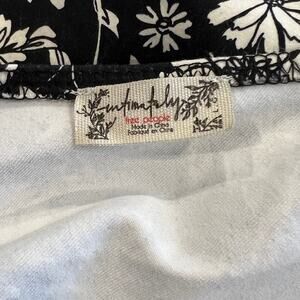 intimately
free people
Made in China
Fabriqué en Chine